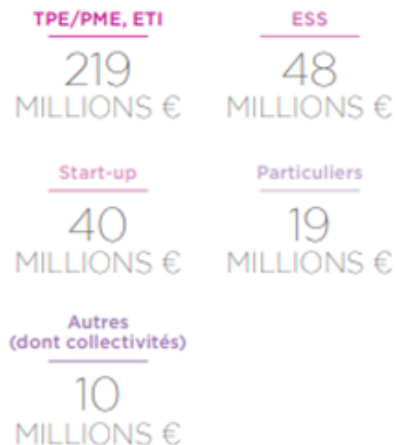 TPE/PME, ETI
219
MILLIONS €
ESS
48
MILLIONS €
Start-up
40
MILLIONS €
Particuliers
19
MILLIONS €
Autres
(dont collectivités)
10
MILLIONS €